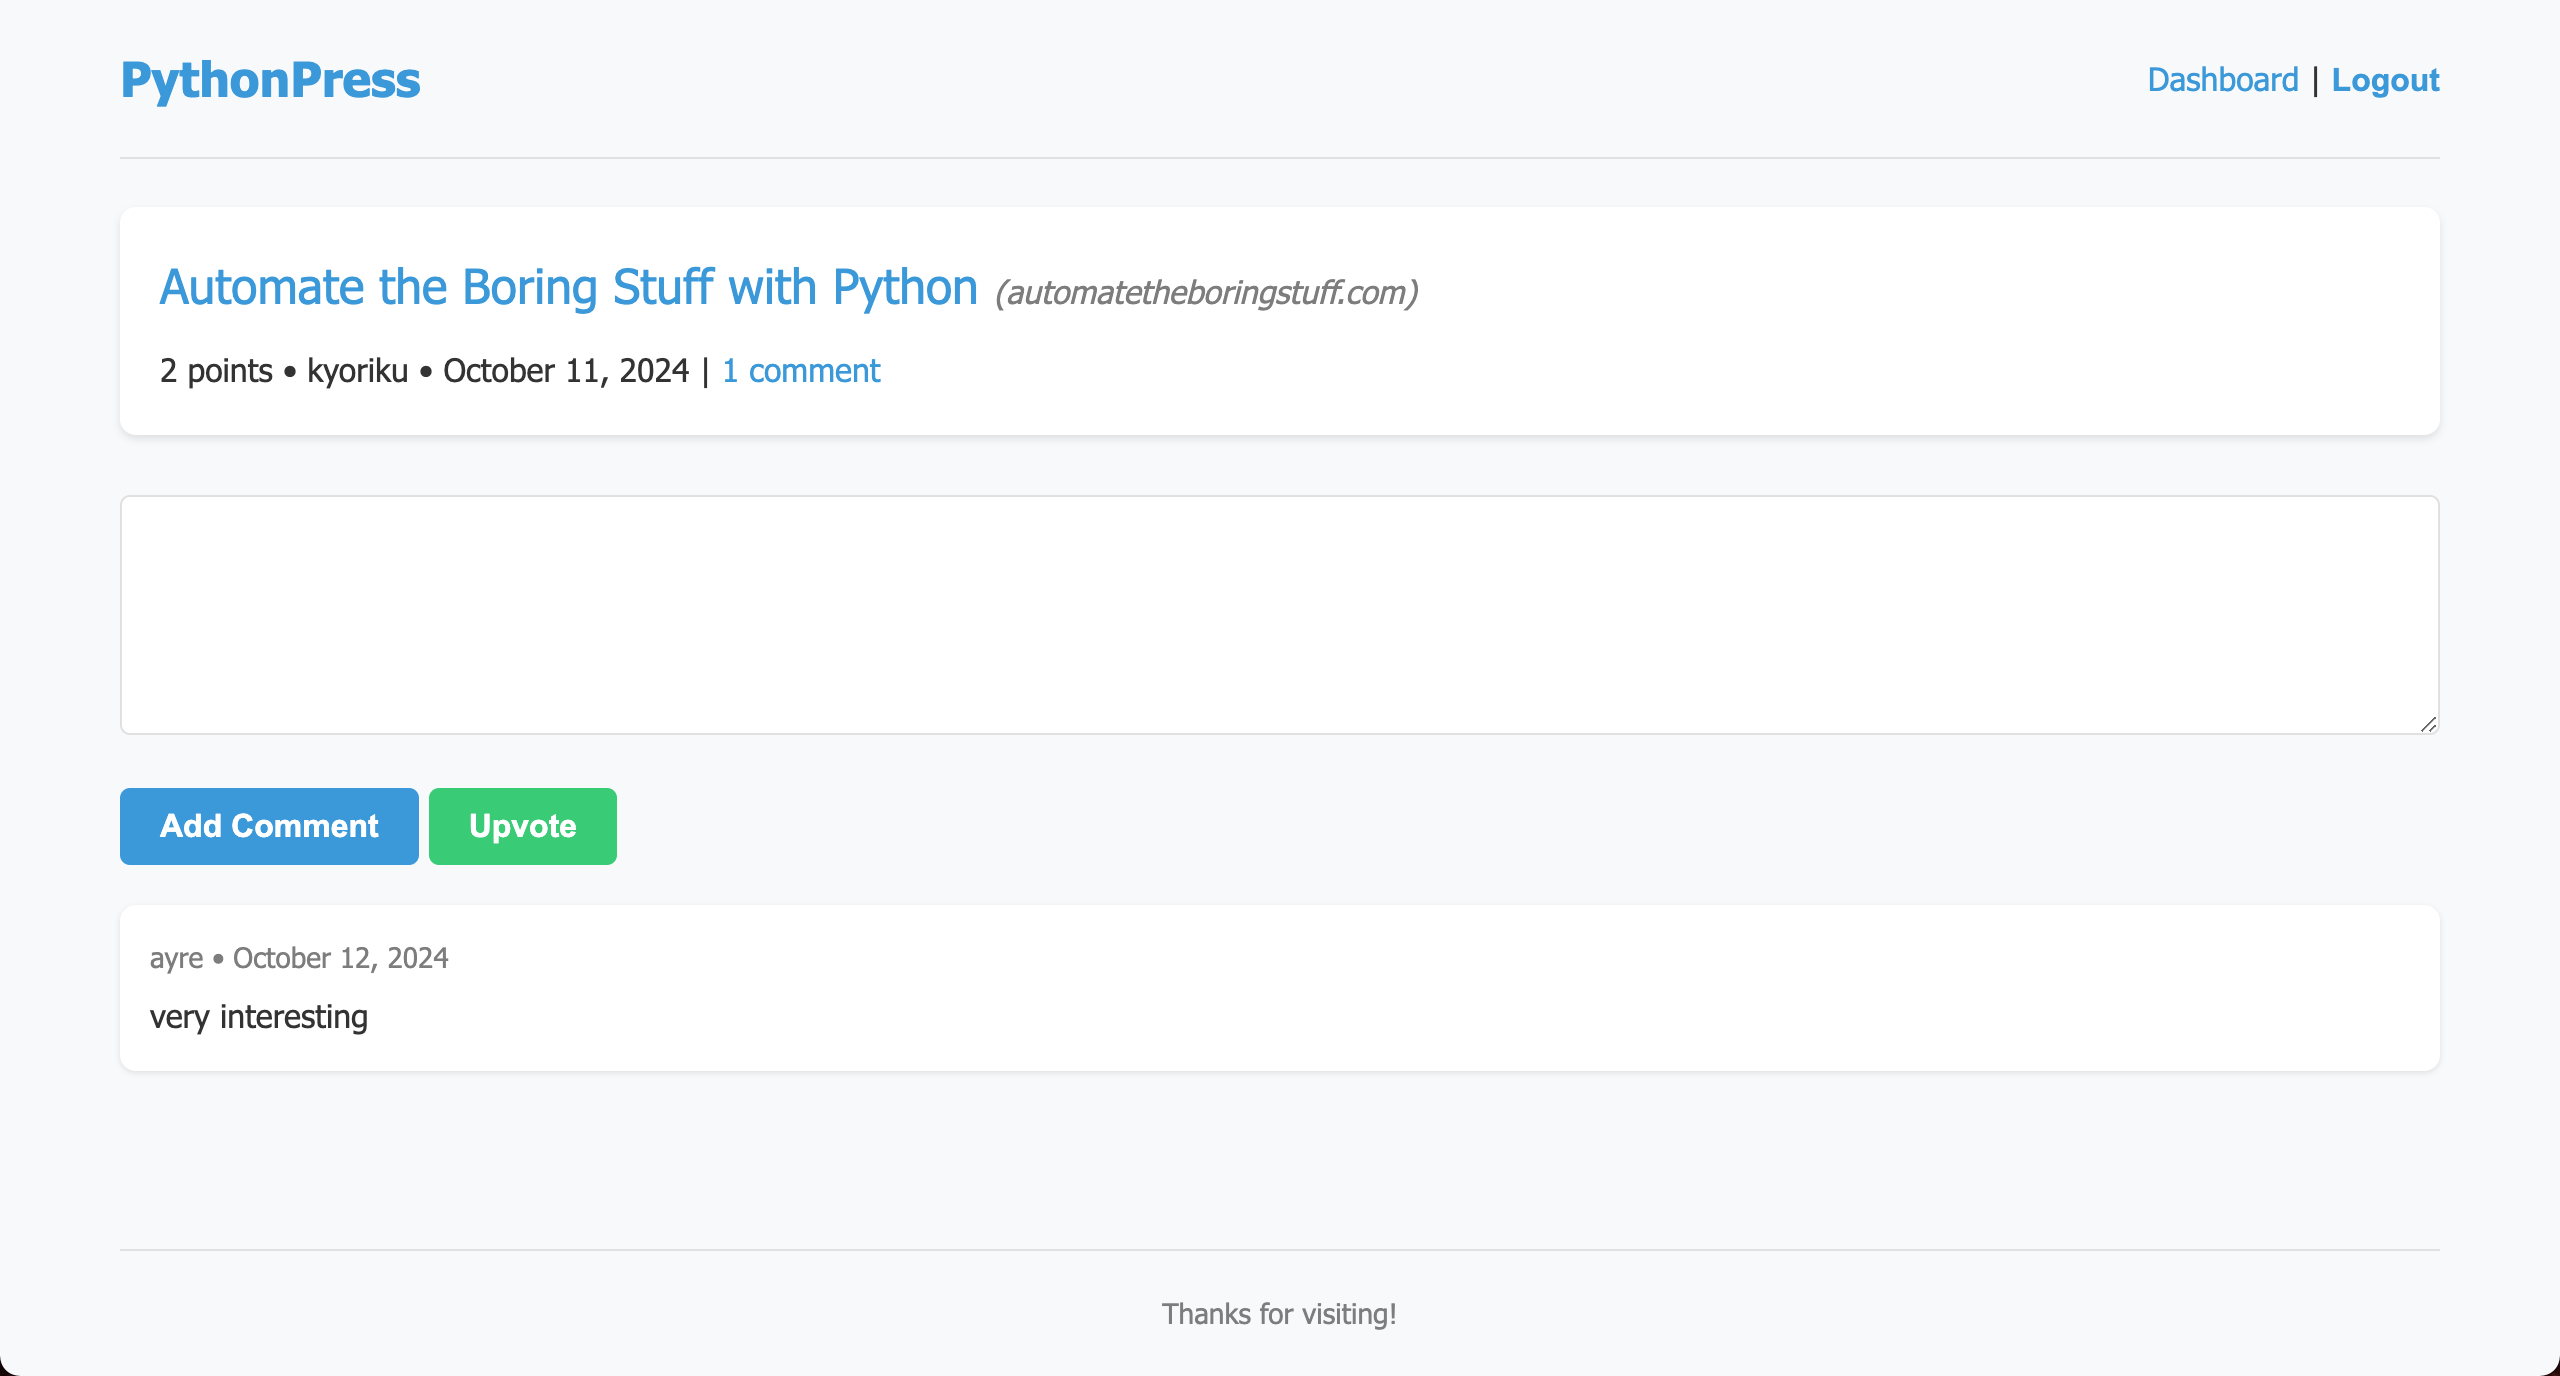 PythonPress
Dashboard | Logout
Automate the Boring Stuff with Python (automatetheboringstuff.com)
2 points • kyoriku • October 11, 2024 | 1 comment
Add Comment
Upvote
ayre • October 12, 2024
very interesting
Thanks for visiting!